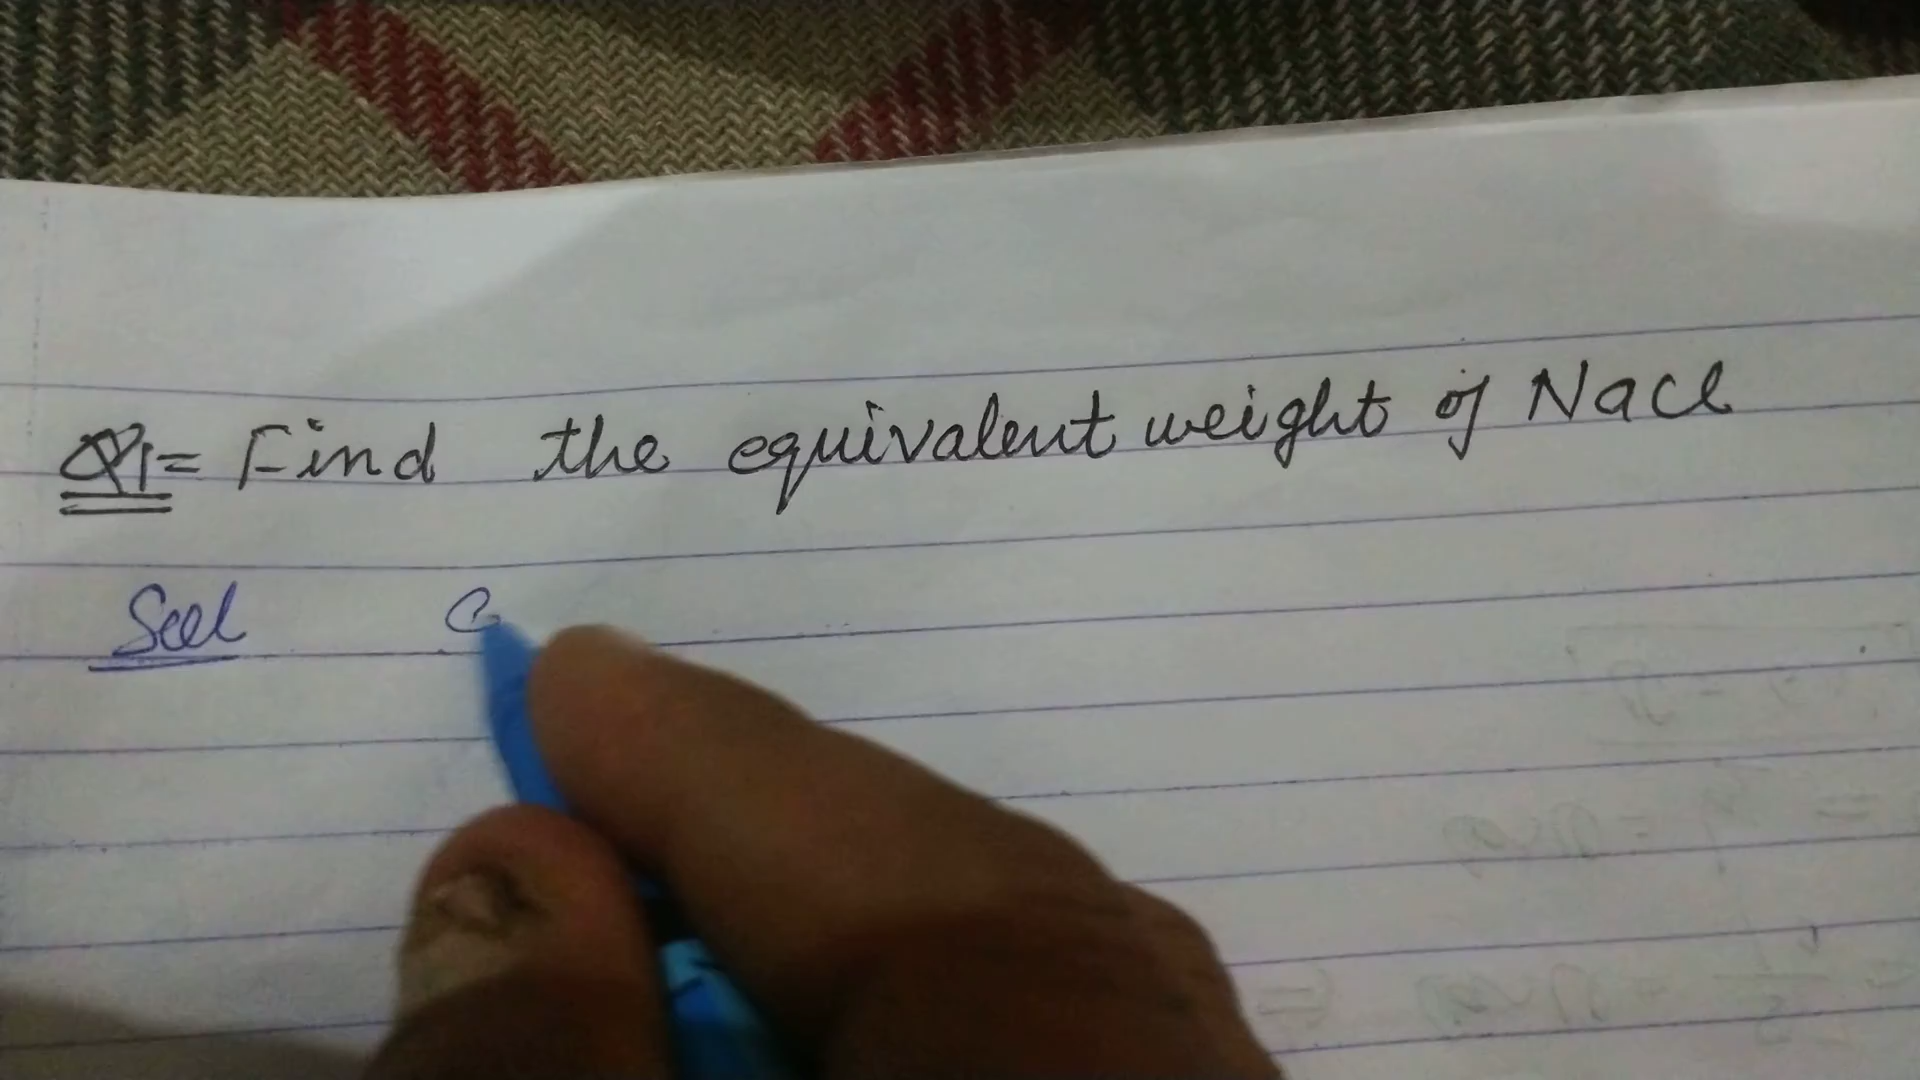 Q1= Find the equivalent weight of NaCl
Sol